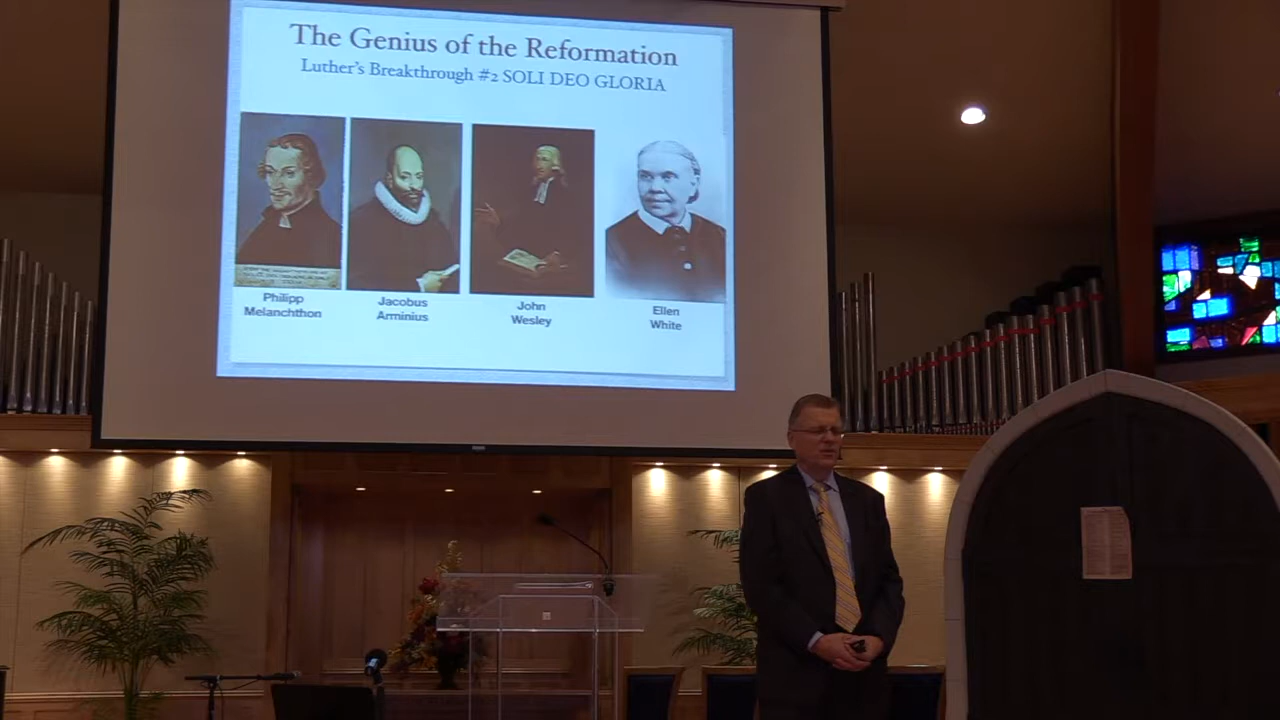 The Genius of the Reformation
Luther's Breakthrough #2 SOLI DEO GLORIA
Philipp
Melanchthon
Jacobus
Arminius
John
Wesley
Ellen
White